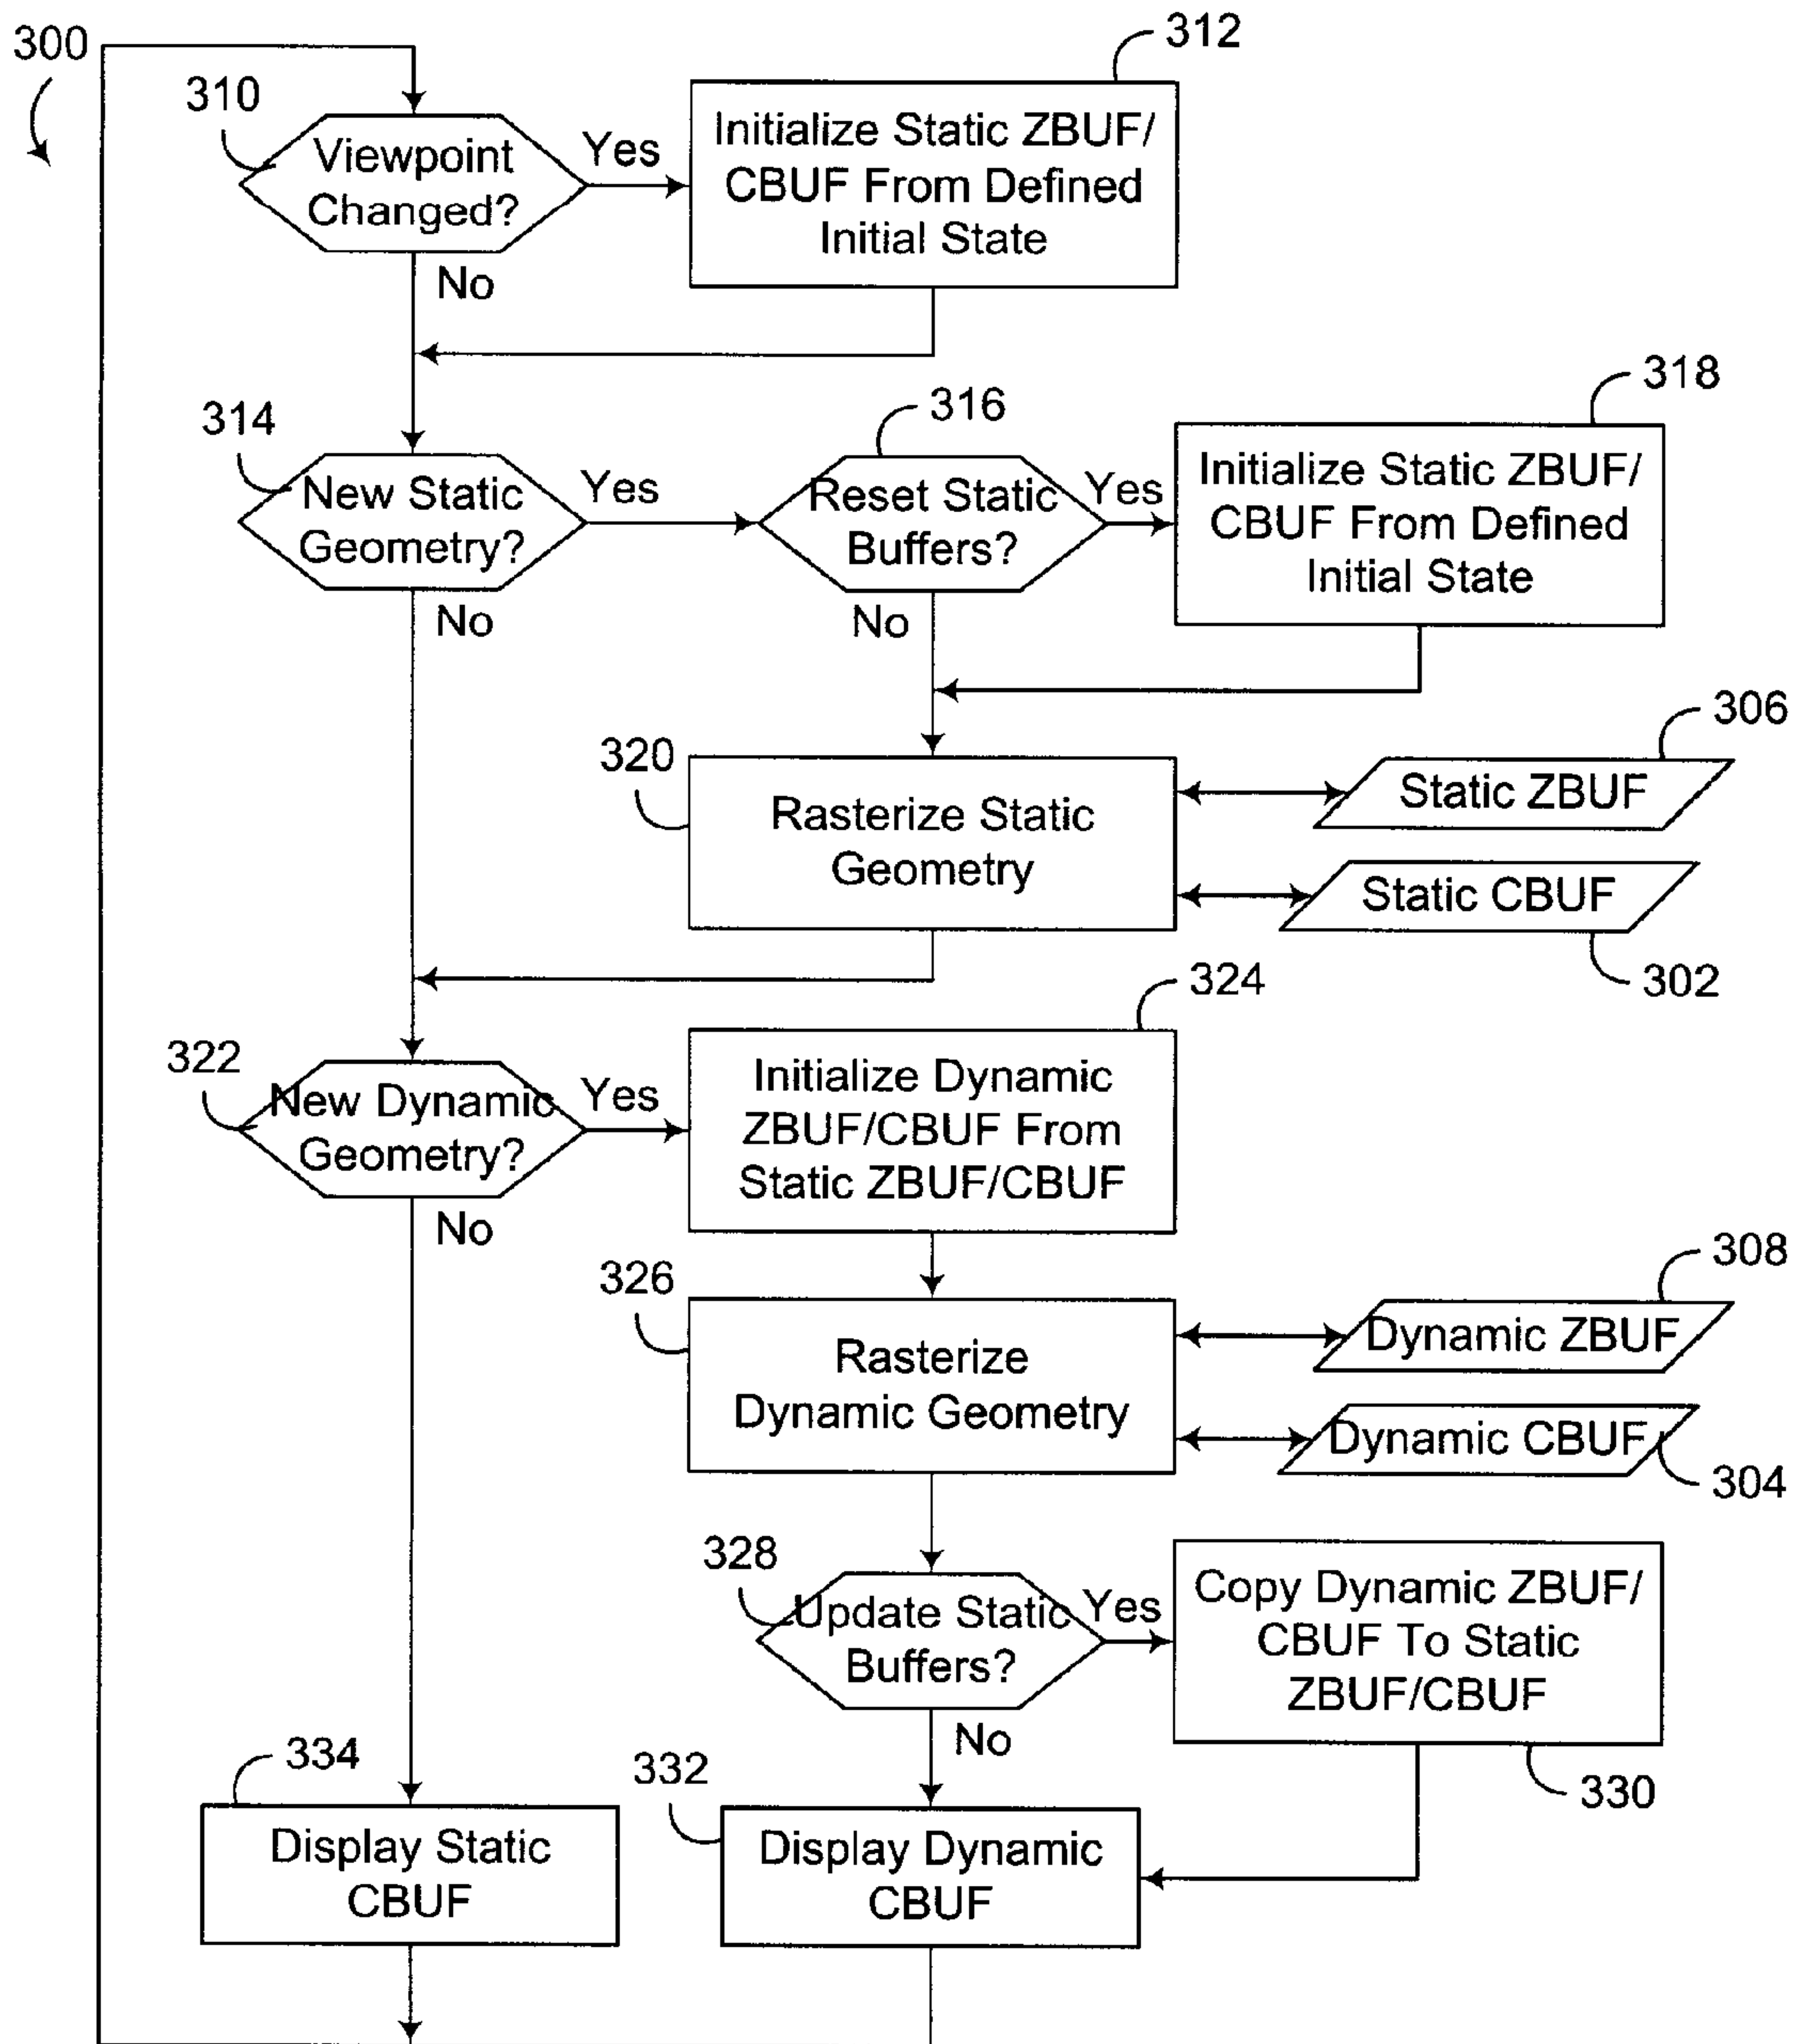 300
312
310
Viewpoint
Changed?
Yes
Initialize Static ZBUF/
CBUF From Defined
Initial State
No
318
316
314
New Static
Geometry?
Yes
Reset Static
Buffers?
Yes
Initialize Static ZBUF/
CBUF From Defined
Initial State
No
No
306
320
Rasterize Static
Geometry
Static ZBUF
Static CBUF
302
324
322
New Dynamic
Geometry?
Yes
Initialize Dynamic
ZBUF/CBUF From
Static ZBUF/CBUF
No
308
326
Rasterize
Dynamic Geometry
Dynamic ZBUF
Dynamic CBUF
304
328
Update Static
Buffers?
Yes
Copy Dynamic ZBUF/
CBUF To Static
ZBUF/CBUF
No
330
334
332
Display Static
CBUF
Display Dynamic
CBUF